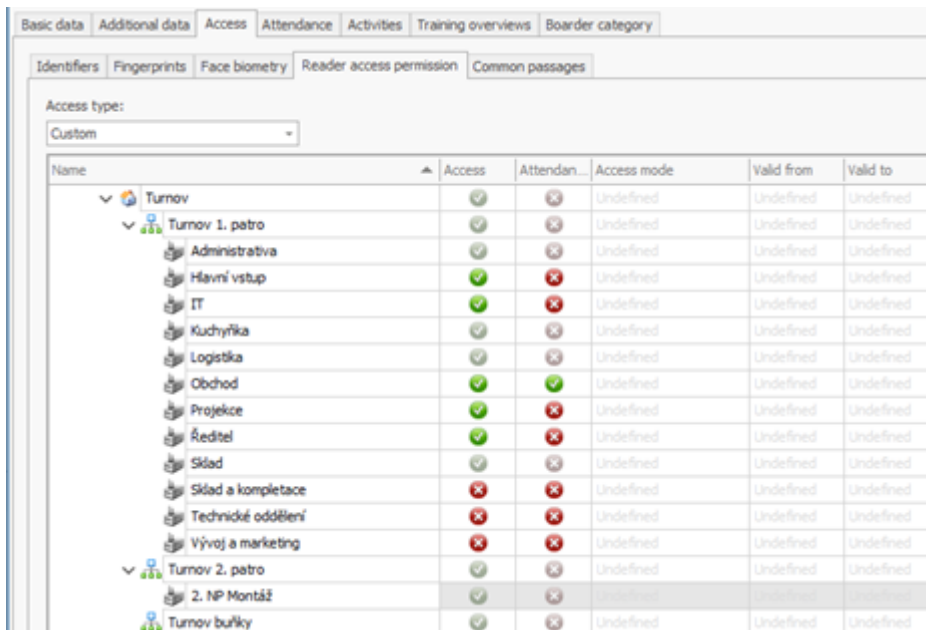 Basic data Additional data Access Attendance Activities Training overviews Boarder category
Identifiers Fingerprints Face biometry Reader access permission Common passages
Access type:
Custom
Name Access Attendan... Access mode Valid from Valid to
Turnov Undefined Undefined Undefined
Turnov 1. patro Undefined Undefined Undefined
Administrativa Undefined Undefined Undefined
Hlavní vstup Undefined Undefined Undefined
IT Undefined Undefined Undefined
Kuchyňka Undefined Undefined Undefined
Logistika Undefined Undefined Undefined
Obchod Undefined Undefined Undefined
Projekce Undefined Undefined Undefined
Ředitel Undefined Undefined Undefined
Sklad Undefined Undefined Undefined
Sklad a kompletace Undefined Undefined Undefined
Technické oddělení Undefined Undefined Undefined
Vývoj a marketing Undefined Undefined Undefined
Turnov 2. patro Undefined Undefined Undefined
2. NP Montáž Undefined Undefined Undefined
Turnov buňky Undefined Undefined Undefined